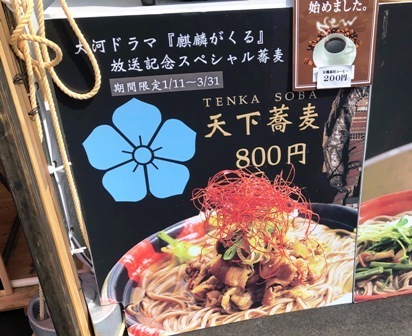 始めました。
New
200円
大河ドラマ『麒麟がくる』
放送記念スペシャル蕎麦
期間限定1/11〜3/31
TENKA SOBA
天下蕎麦
800円